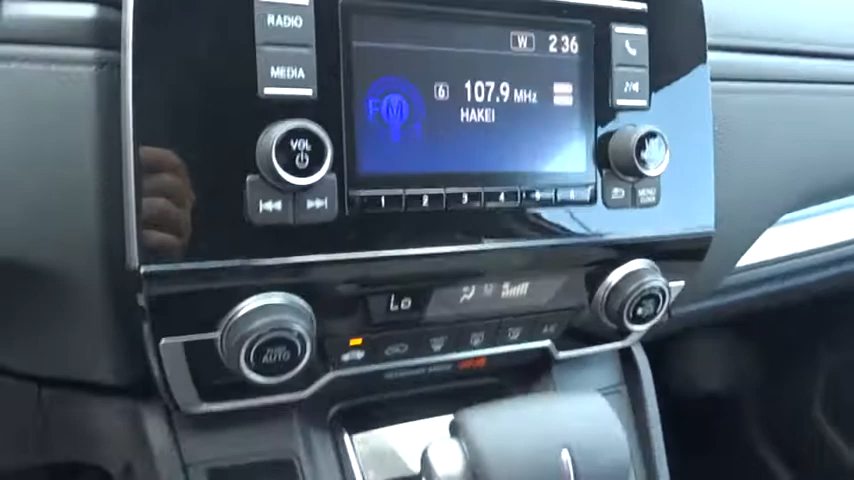 RADIO
MEDIA
W 2:36
FM
6 107.9 MHz
HAKEI
VOL
MENU
CLOCK
1 2 3 4 5 6
Lo
AUTO